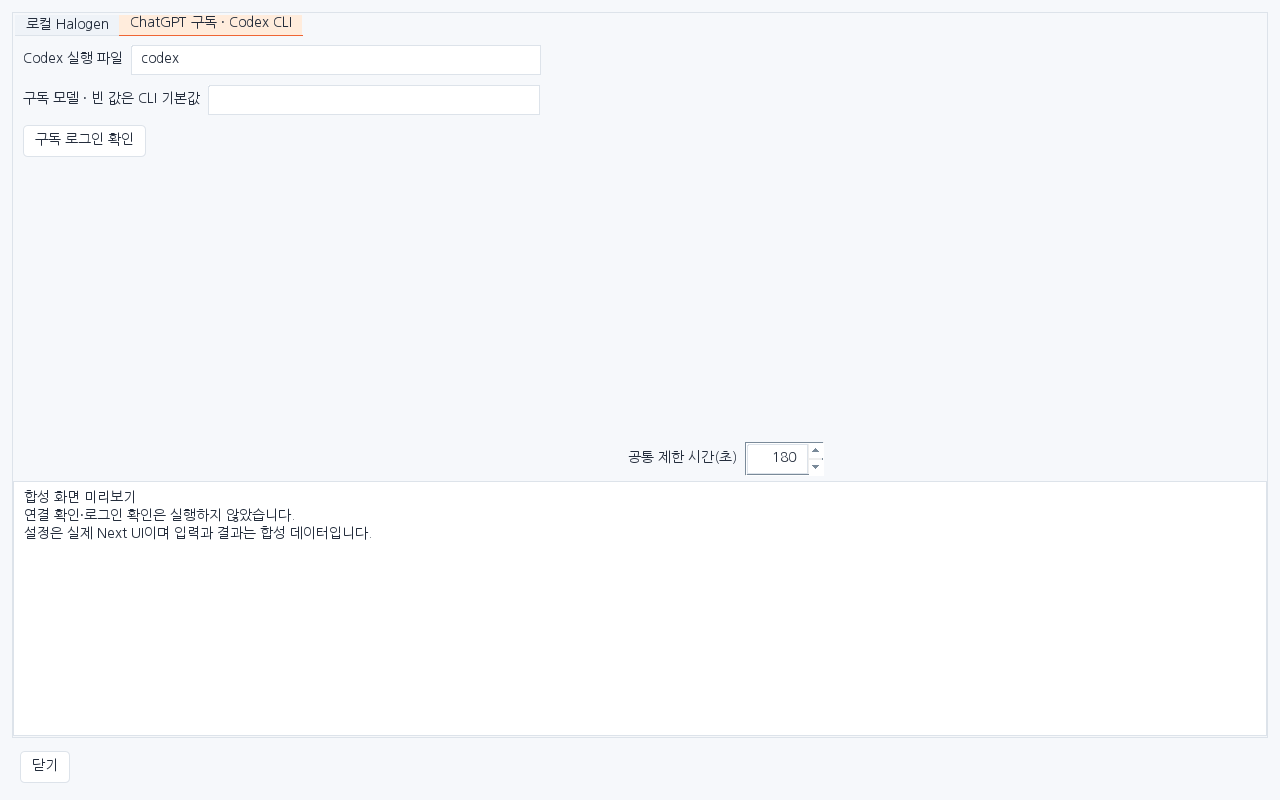 로컬 Halogen
ChatGPT 구독 · Codex CLI
Codex 실행 파일 codex
구독 모델 · 빈 값은 CLI 기본값
구독 로그인 확인
공통 제한 시간(초) 180
합성 화면 미리보기
연결 확인·로그인 확인은 실행하지 않았습니다.
설정은 실제 Next UI이며 입력과 결과는 합성 데이터입니다.
닫기